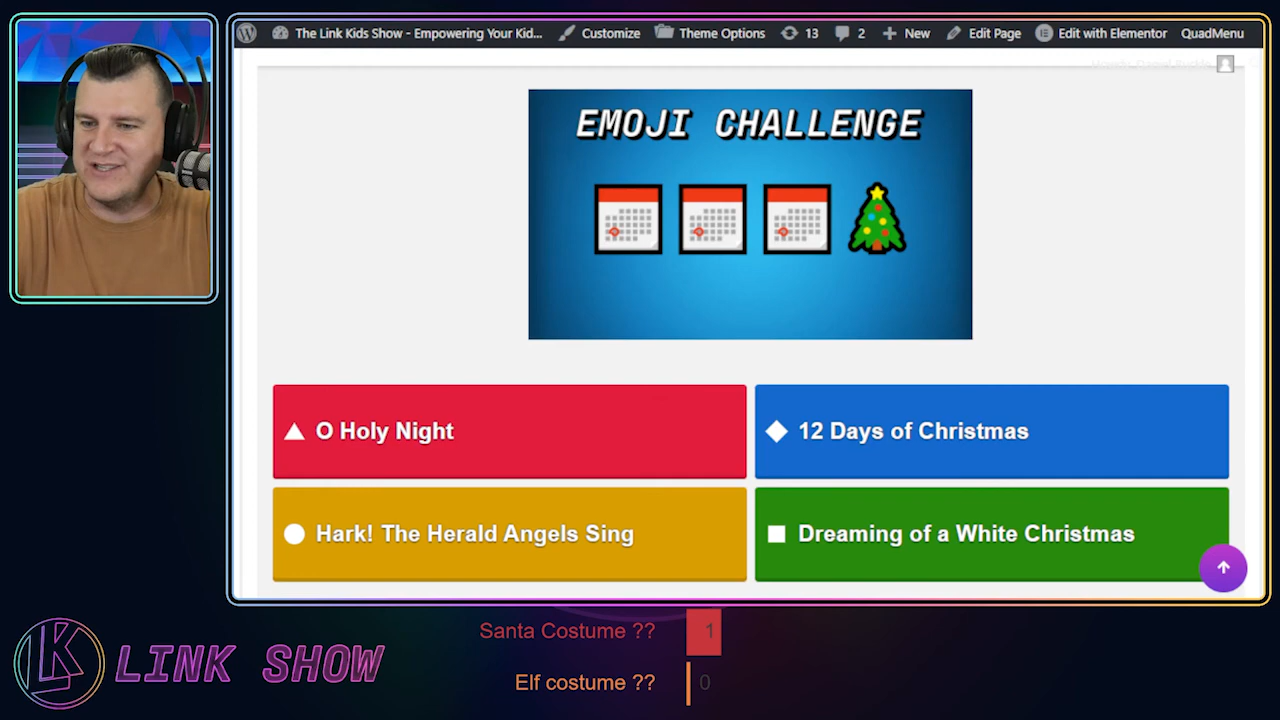 The Link Kids Show - Empowering Your Kid... Customize Theme Options 13 2 New Edit Page Edit with Elementor QuadMenu
EMOJI CHALLENGE
O Holy Night
12 Days of Christmas
Hark! The Herald Angels Sing
Dreaming of a White Christmas
Santa Costume ?? 1
Elf costume ?? 0
LK LINK SHOW